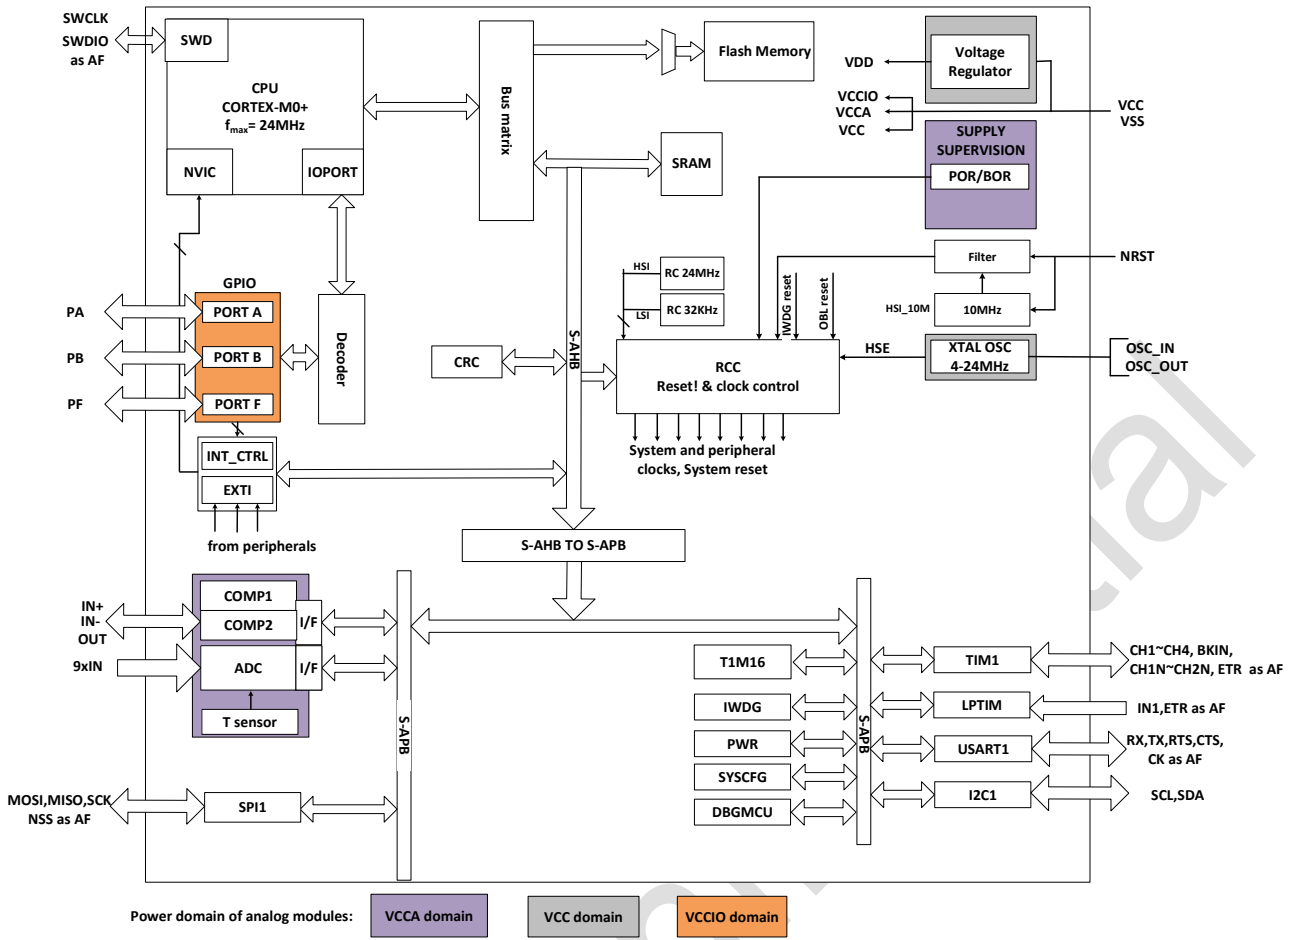 SWCLK
SWDIO
as AF
SWD
CPU
CORTEX-M0+
fmax= 24MHz
NVIC
IOPORT
Bus matrix
Flash Memory
SRAM
VDD
Voltage
Regulator
VCCIO
VCCA
VCC
VCC
VSS
SUPPLY
SUPERVISION
POR/BOR
Filter
NRST
HSI_10M
10MHz
HSI
RC 24MHz
LSI
RC 32KHz
IWDG reset
OBL reset
GPIO
PA
PORT A
PB
PORT B
PF
PORT F
Decoder
CRC
S-AHB
RCC
Reset! & clock control
HSE
XTAL OSC
4-24MHz
OSC_IN
OSC_OUT
System and peripheral
clocks, System reset
INT_CTRL
EXTI
from peripherals
S-AHB TO S-APB
IN+
IN-
OUT
COMP1
COMP2
I/F
9xIN
ADC
I/F
T sensor
S-APB
MOSI,MISO,SCK
NSS as AF
SPI1
T1M16
IWDG
PWR
SYSCFG
DBGMCU
S-APB
TIM1
CH1~CH4, BKIN,
CH1N~CH2N, ETR as AF
LPTIM
IN1,ETR as AF
USART1
RX,TX,RTS,CTS,
CK as AF
I2C1
SCL,SDA
Power domain of analog modules:
VCCA domain
VCC domain
VCCIO domain